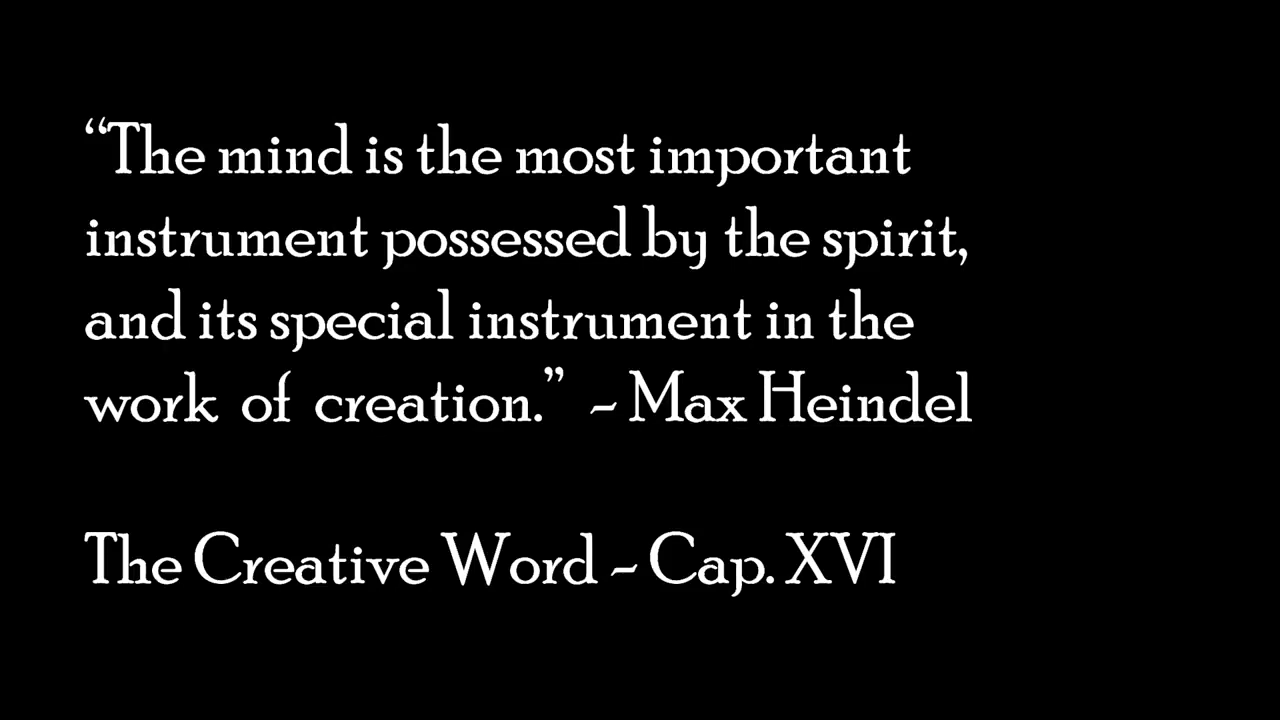 “The mind is the most important
instrument possessed by the spirit,
and its special instrument in the
work of creation.” - Max Heindel
The Creative Word - Cap. XVI